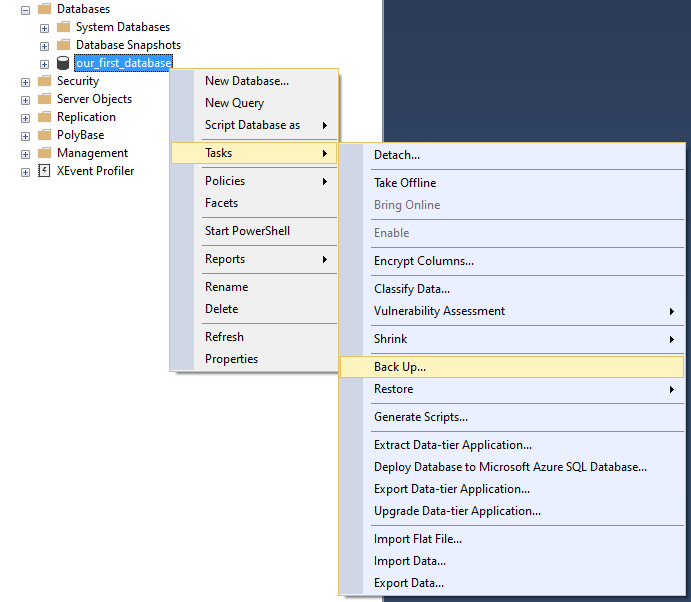 Databases
System Databases
Database Snapshots
our_first_database
Security
Server Objects
Replication
PolyBase
Management
XEvent Profiler
New Database...
New Query
Script Database as
Tasks
Policies
Facets
Start PowerShell
Reports
Rename
Delete
Refresh
Properties
Detach...
Take Offline
Bring Online
Enable
Encrypt Columns...
Classify Data...
Vulnerability Assessment
Shrink
Back Up...
Restore
Generate Scripts...
Extract Data-tier Application...
Deploy Database to Microsoft Azure SQL Database...
Export Data-tier Application...
Upgrade Data-tier Application...
Import Flat File...
Import Data...
Export Data...